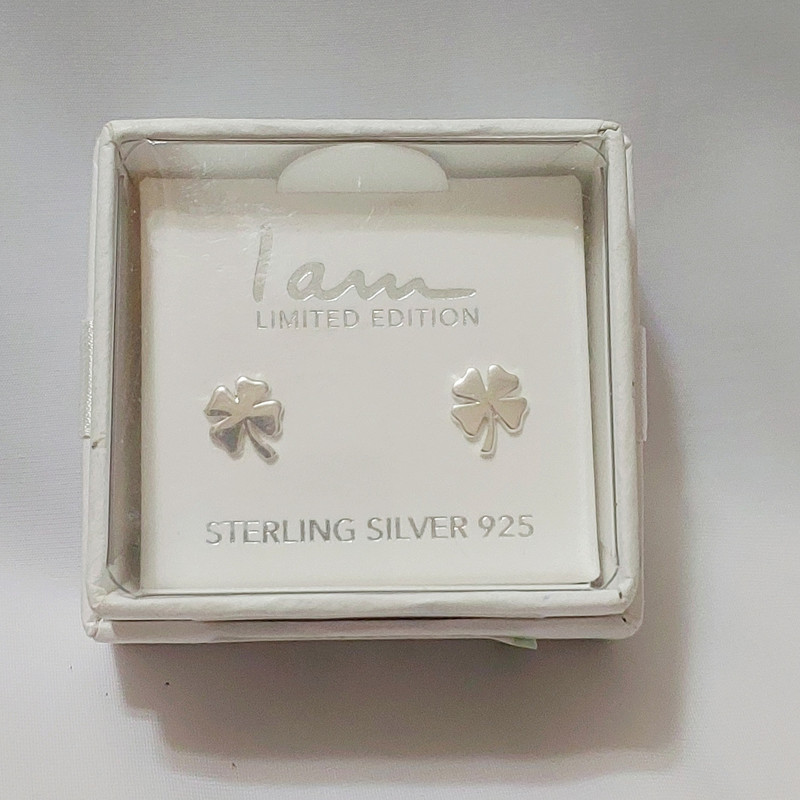 I am
LIMITED EDITION
STERLING SILVER 925